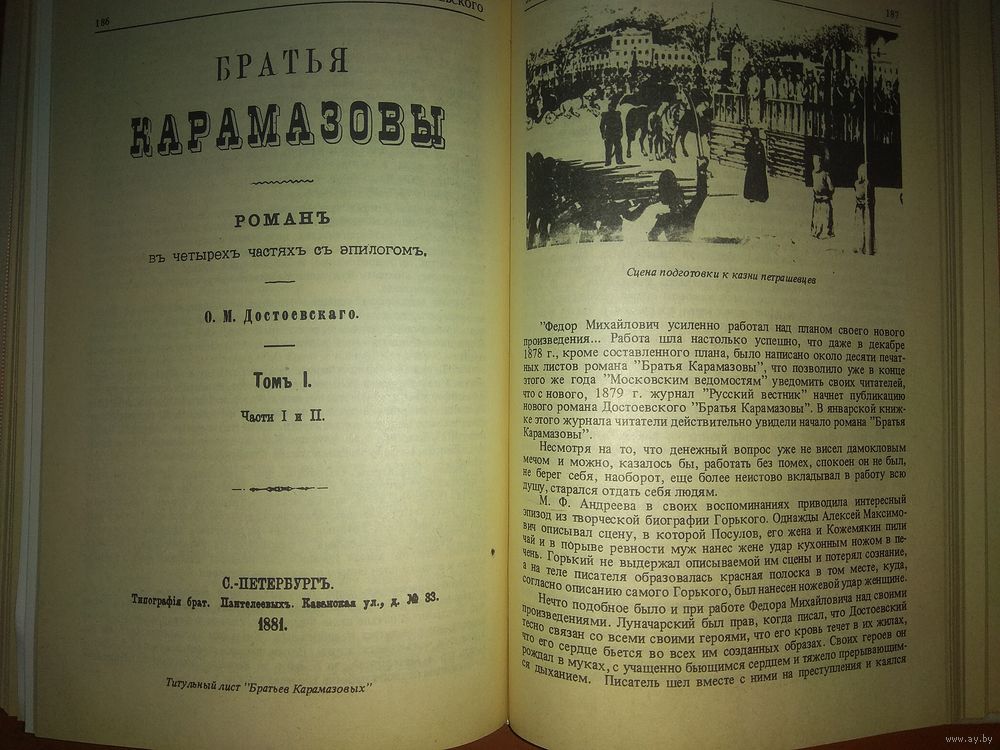 186
БРАТЬЯ
КАРАМАЗОВЫ
РОМАНЪ
въ четырехъ частяхъ съ эпилогомъ,
Ѳ. М. Достоевскаго.
Томъ I.
Части I и II.
С.-ПЕТЕРБУРГЪ.
Типографія брат. Пантелеевыхъ. Казанская ул., д. № 33.
1881.
Титульный лист "Братьев Карамазовых"
187
Сцена подготовки к казни петрашевцев
"Федор Михайлович усиленно работал над планом своего нового
произведения... Работа шла настолько успешно, что даже в декабре
1878 г., кроме составленного плана, было написано около десяти печат-
ных листов романа "Братья Карамазовы", что позволило уже в конце
этого же года "Московским ведомостям" уведомить своих читателей,
что с нового, 1879 г. журнал "Русский вестник" начнет публикацию
нового романа Достоевского "Братья Карамазовы". В январской книж-
ке этого журнала читатели действительно увидели начало романа "Братья
Карамазовы".
Несмотря на то, что денежный вопрос уже не висел дамокловым
мечом и можно, казалось бы, работать без помех, спокоен он не был,
не берег себя, наоборот, еще более неистово вкладывал в работу всю
душу, старался отдать себя людям.
М. Ф. Андреева в своих воспоминаниях приводила интересный
эпизод из творческой биографии Горького. Однажды Алексей Максимо-
вич описывал сцену, в которой Посулов, его жена и Кожемякин пили
чай и в порыве ревности муж нанес жене удар кухонным ножом в пе-
чень. Горький не выдержал описываемой им сцены и потерял сознание,
а на теле писателя образовалась красная полоска в том месте, куда,
согласно описанию самого Горького, был нанесен ножевой удар женщине.
Нечто подобное было и при работе Федора Михайловича над своими
произведениями. Луначарский был прав, когда писал, что Достоевский
тесно связан со всеми своими героями, что его кровь течет в их жилах,
что его сердце бьется во всех им созданных образах. Своих героев он
рождал в муках, с учащенно бьющимся сердцем и тяжело прерывающим-
ся дыханием. Писатель шел вместе с ними на преступления и каялся
www.ay.by